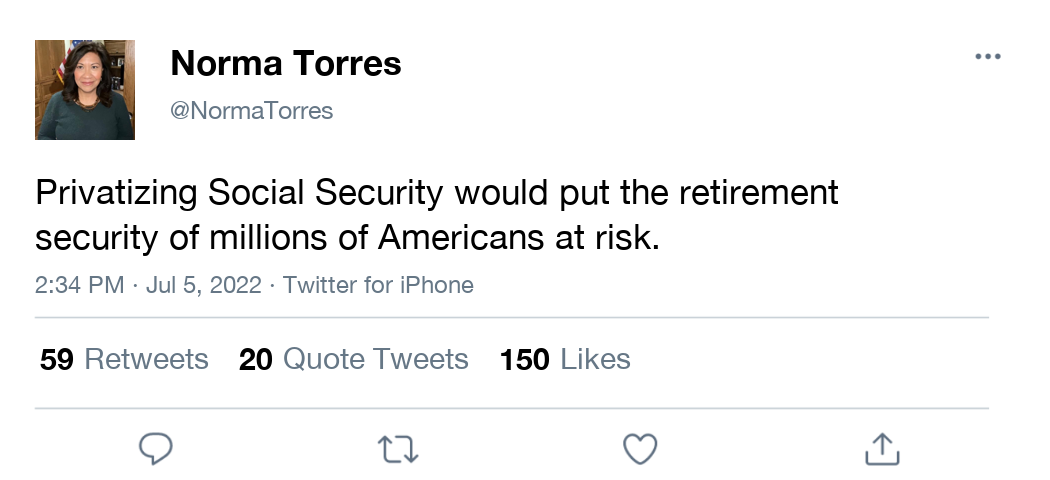 Norma Torres
@NormaTorres
Privatizing Social Security would put the retirement
security of millions of Americans at risk.
2:34 PM · Jul 5, 2022 · Twitter for iPhone
59 Retweets 20 Quote Tweets 150 Likes